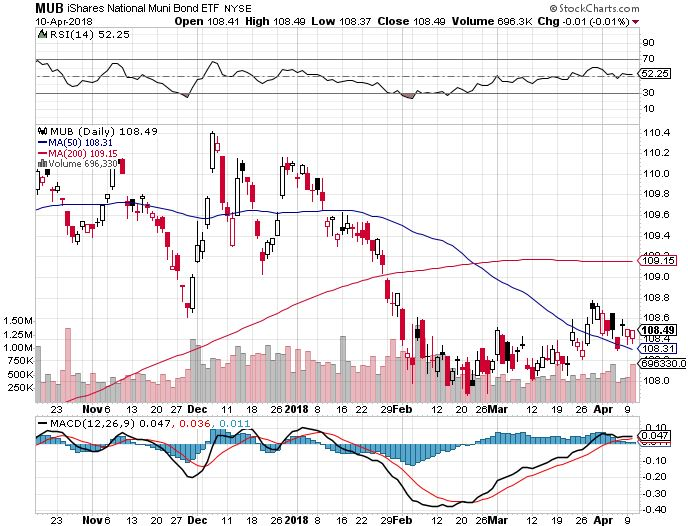 MUB iShares National Muni Bond ETF NYSE © StockCharts.com
10-Apr-2018 Open 108.41 High 108.49 Low 108.37 Close 108.49 Volume 696.3K Chg -0.01 (-0.01%)
RSI(14) 52.25
90
70
52.25
30
10
MUB (Daily) 108.49
MA(50) 108.31
MA(200) 109.15
Volume 696,330
110.4
110.2
110.0
109.8
109.6
109.4
109.2
109.15
109.0
108.8
108.6
108.49
108.4
108.31
696330.0
108.0
1.50M
1.25M
1.00M
750K
500K
250K
23 Nov 6 13 20 27 Dec 11 18 26 2018 8 16 22 29 Feb 12 20 26 Mar 12 19 26 Apr 9
MACD(12,26,9) 0.047, 0.036, 0.011
0.10
0.047
-0.10
-0.20
-0.30
-0.40
23 Nov 6 13 20 27 Dec 11 18 26 2018 8 16 22 29 Feb 12 20 26 Mar 12 19 26 Apr 9